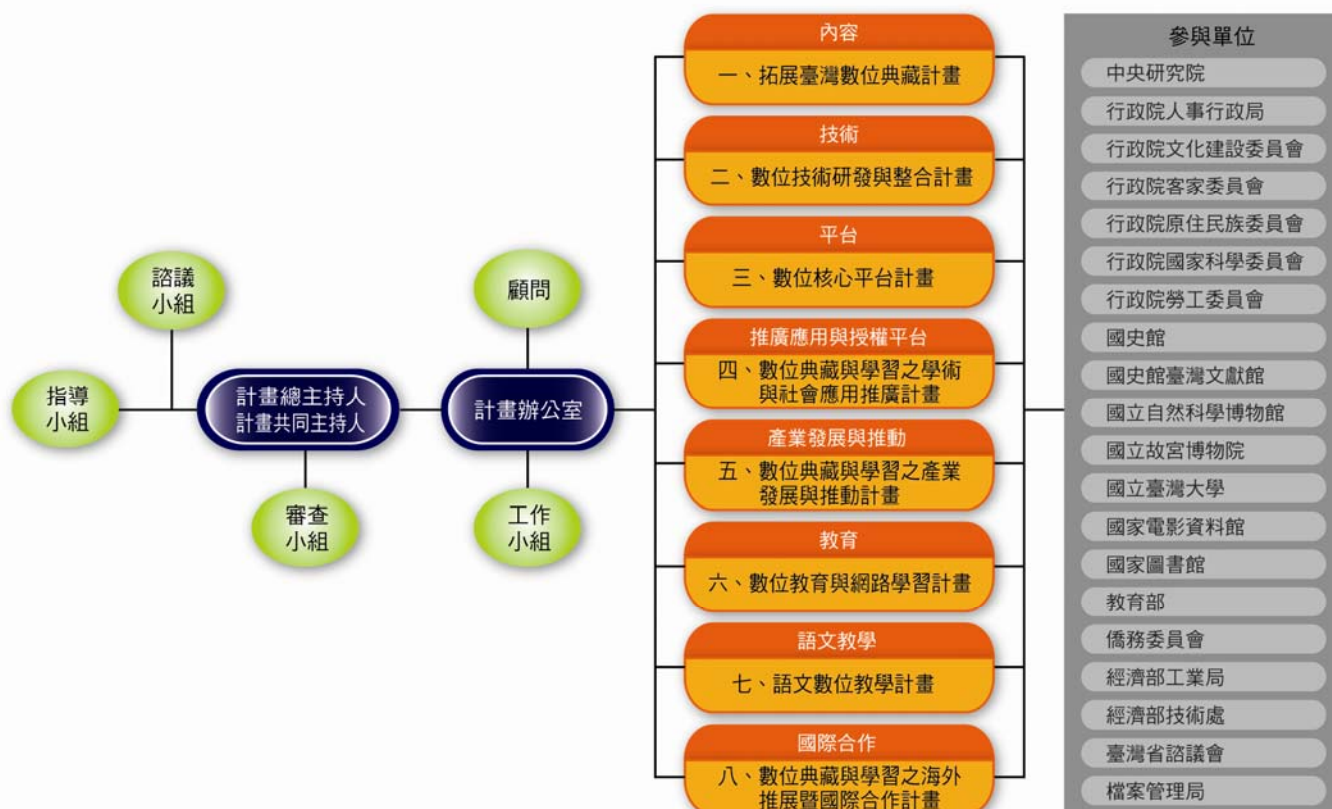 諮議
小組
指導
小組
計畫總主持人
計畫共同主持人
審查
小組
顧問
計畫辦公室
工作
小組
內容
一、拓展臺灣數位典藏計畫
技術
二、數位技術研發與整合計畫
平台
三、數位核心平台計畫
推廣應用與授權平台
四、數位典藏與學習之學術
與社會應用推廣計畫
產業發展與推動
五、數位典藏與學習之產業
發展與推動計畫
教育
六、數位教育與網路學習計畫
語文教學
七、語文數位教學計畫
國際合作
八、數位典藏與學習之海外
推展暨國際合作計畫
參與單位
中央研究院
行政院人事行政局
行政院文化建設委員會
行政院客家委員會
行政院原住民族委員會
行政院國家科學委員會
行政院勞工委員會
國史館
國史館臺灣文獻館
國立自然科學博物館
國立故宮博物院
國立臺灣大學
國家電影資料館
國家圖書館
教育部
僑務委員會
經濟部工業局
經濟部技術處
臺灣省諮議會
檔案管理局